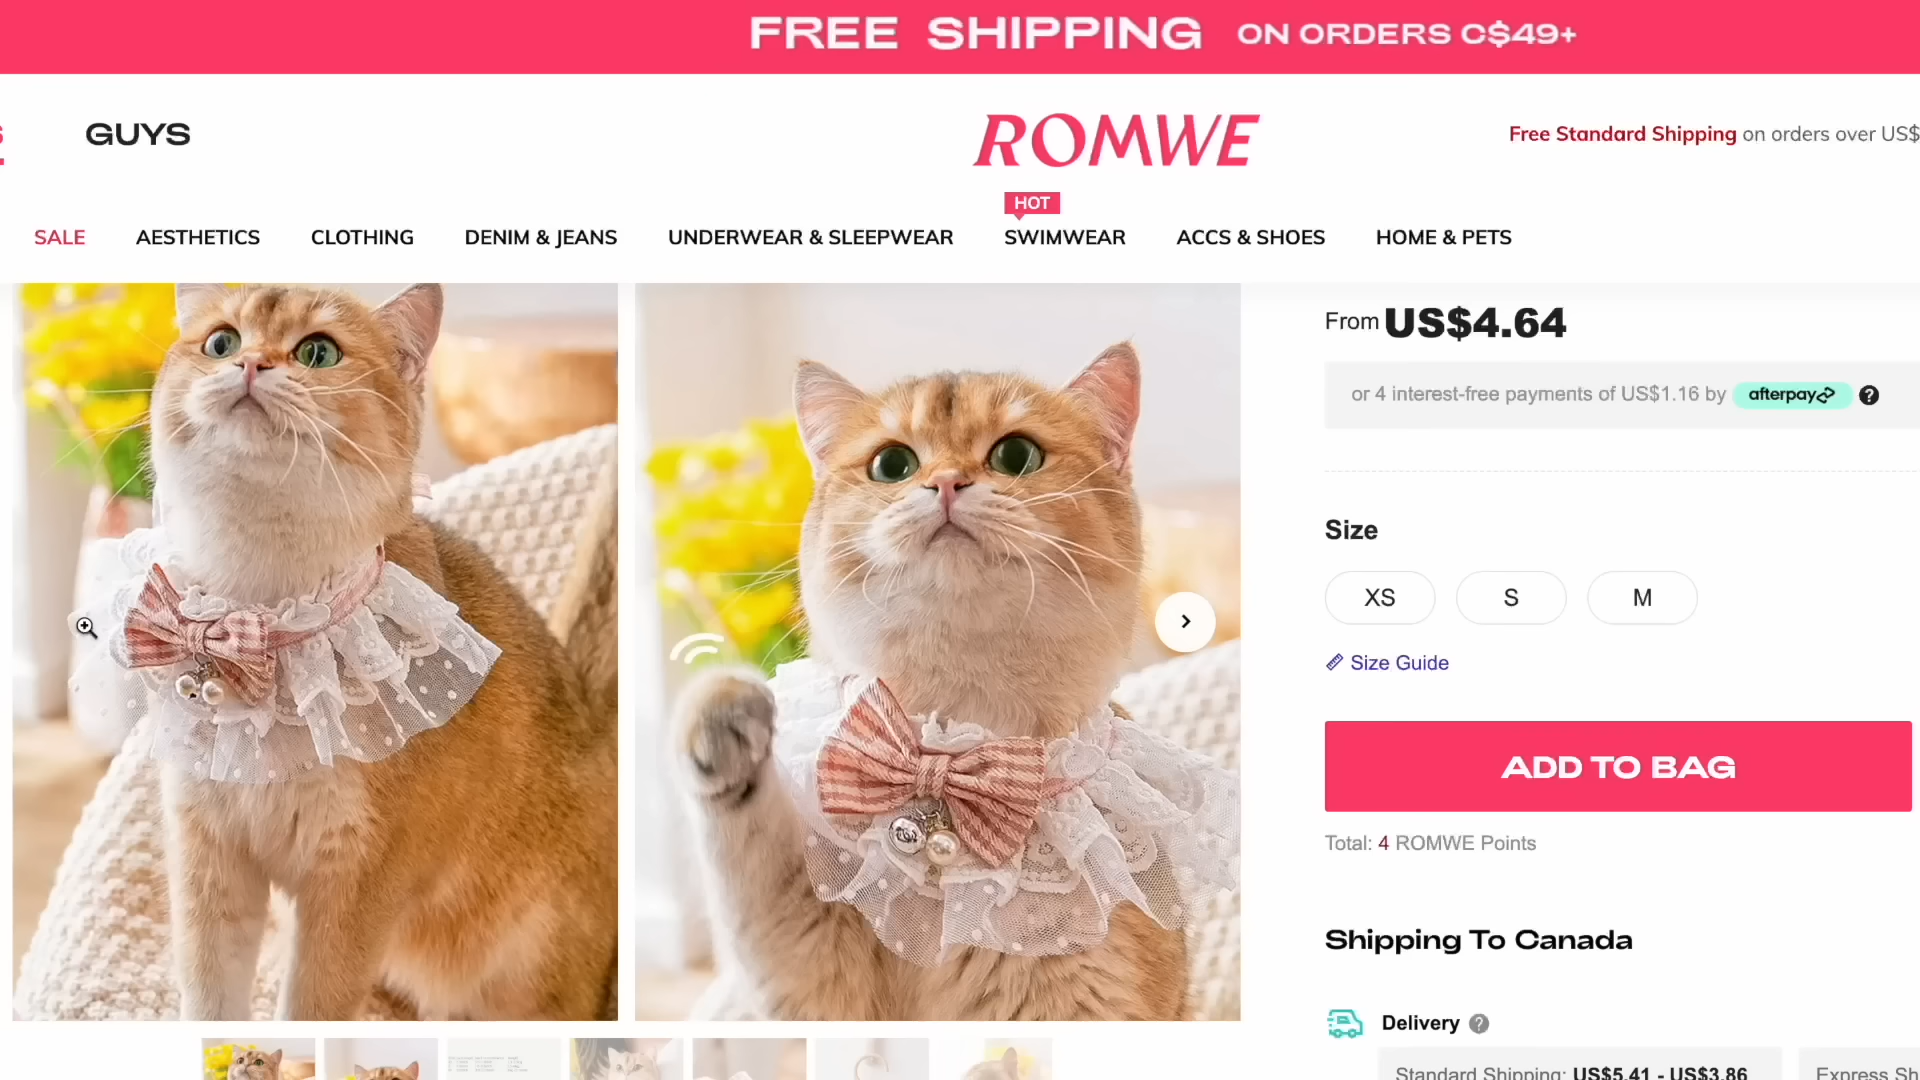 FREE SHIPPING ON ORDERS C$49+
GUYS
ROMWE
Free Standard Shipping on orders over US$
HOT
SALE
AESTHETICS
CLOTHING
DENIM & JEANS
UNDERWEAR & SLEEPWEAR
SWIMWEAR
ACCS & SHOES
HOME & PETS
From US$4.64
or 4 interest-free payments of US$1.16 by afterpay ?
Size
XS
S
M
Size Guide
ADD TO BAG
Total: 4 ROMWE Points
Shipping To Canada
Delivery ?
Standard Shipping: US$5.41 - US$3.86
Express Sh